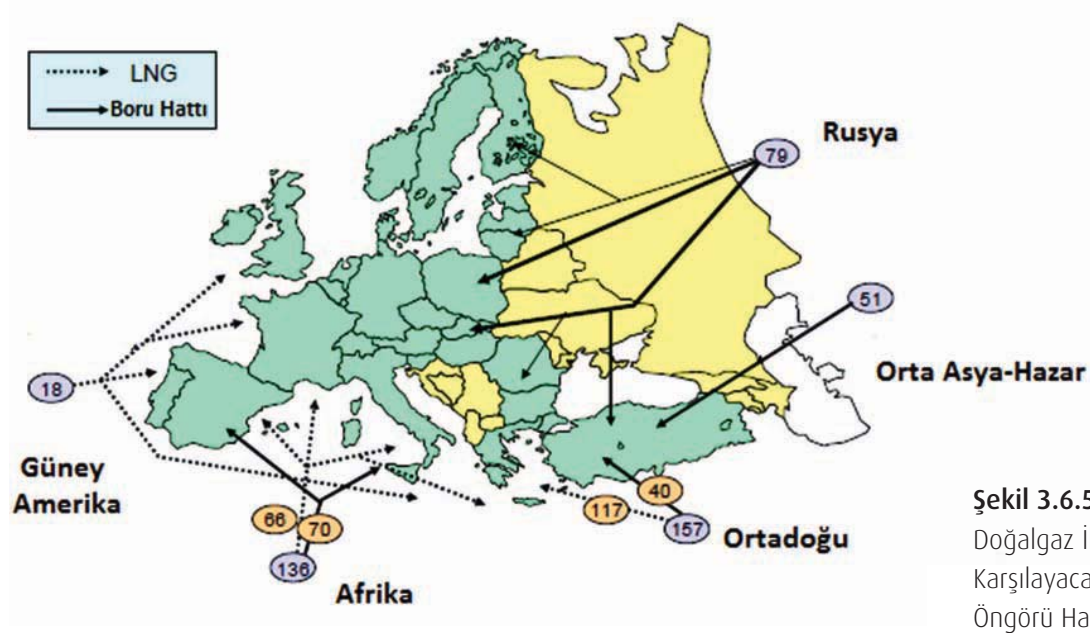 LNG
Boru Hattı
Rusya
79
51
Orta Asya-Hazar
18
Güney
Amerika
66
70
136
Afrika
117
40
157
Ortadoğu
Şekil 3.6.5
Doğalgaz İ
Karşılayaca
Öngörü Ha